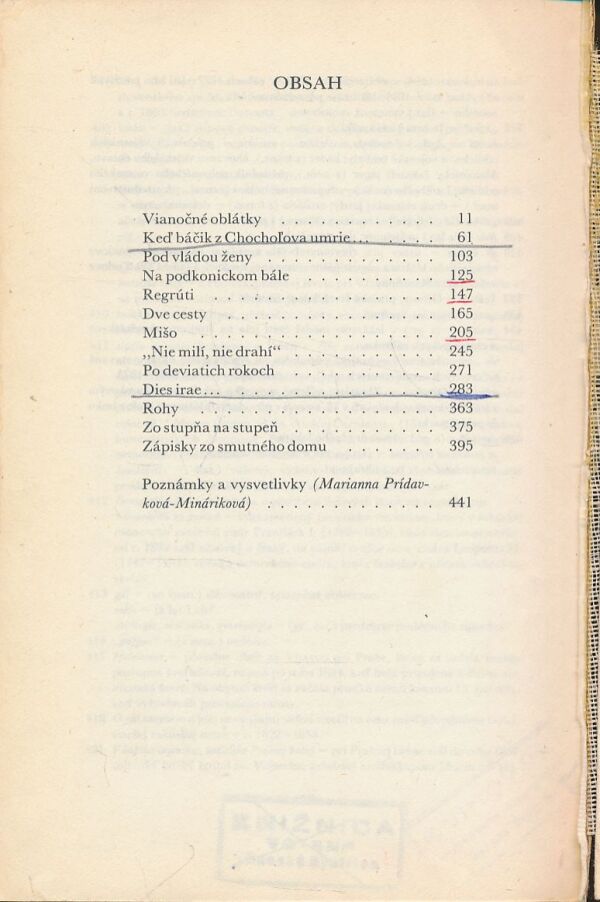 OBSAH
Vianočné oblátky . . . . . . . . . . . . 11
Keď báčik z Chochoľova umrie... . . . . 61
Pod vládou ženy . . . . . . . . . . . . 103
Na podkonickom bále . . . . . . . . . . 125
Regrúti . . . . . . . . . . . . . . . . 147
Dve cesty . . . . . . . . . . . . . . . 165
Mišo . . . . . . . . . . . . . . . . . 205
„Nie milí, nie drahí“ . . . . . . . . . . 245
Po deviatich rokoch . . . . . . . . . . 271
Dies irae... . . . . . . . . . . . . . . 283
Rohy . . . . . . . . . . . . . . . . . 363
Zo stupňa na stupeň . . . . . . . . . . 375
Zápisky zo smutného domu . . . . . . . 395
Poznámky a vysvetlivky (Marianna Prídav-
ková-Mináriková) . . . . . . . . . . . . 441